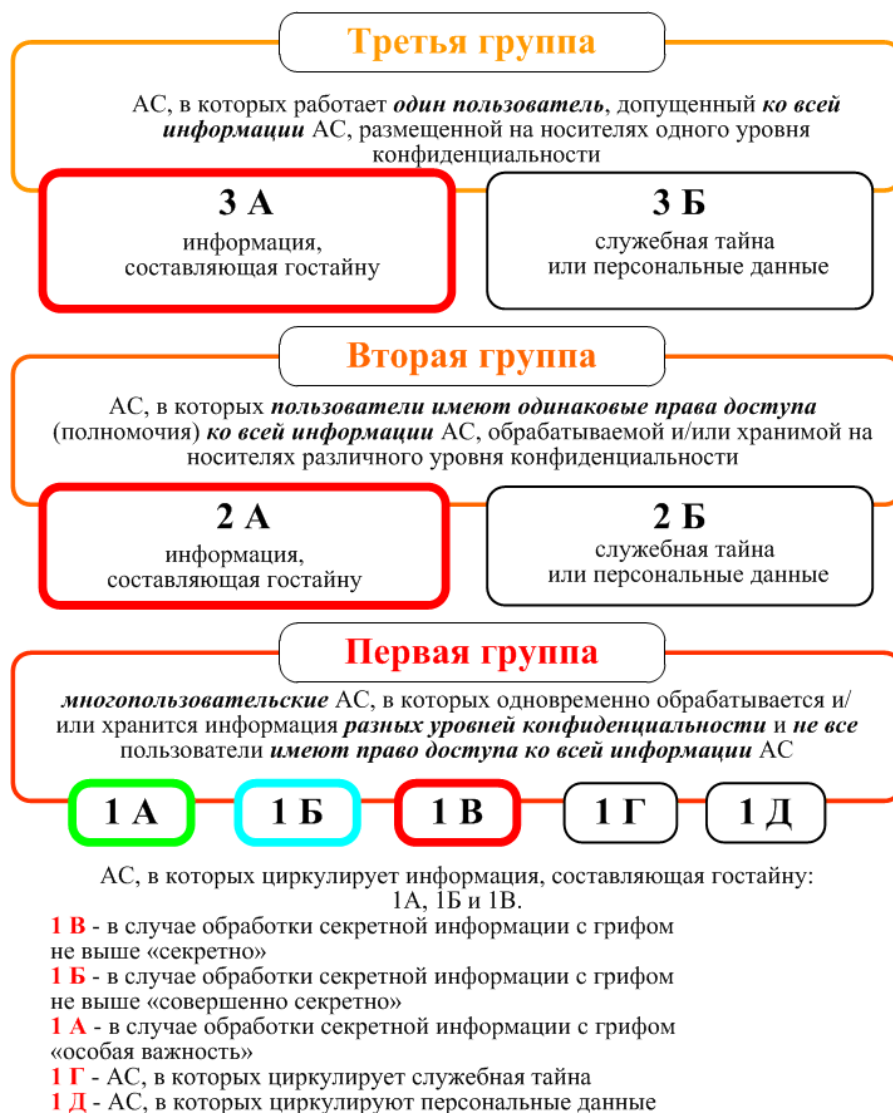 Третья группа
АС, в которых работает один пользователь, допущенный ко всей
информации АС, размещенной на носителях одного уровня
конфиденциальности
3 А
информация,
составляющая гостайну
3 Б
служебная тайна
или персональные данные
Вторая группа
АС, в которых пользователи имеют одинаковые права доступа
(полномочия) ко всей информации АС, обрабатываемой и/или хранимой на
носителях различного уровня конфиденциальности
2 А
информация,
составляющая гостайну
2 Б
служебная тайна
или персональные данные
Первая группа
многопользовательские АС, в которых одновременно обрабатывается и/
или хранится информация разных уровней конфиденциальности и не все
пользователи имеют право доступа ко всей информации АС
1 А 1 Б 1 В 1 Г 1 Д
АС, в которых циркулирует информация, составляющая гостайну:
1А, 1Б и 1В.
1 В - в случае обработки секретной информации с грифом
не выше «секретно»
1 Б - в случае обработки секретной информации с грифом
не выше «совершенно секретно»
1 А - в случае обработки секретной информации с грифом
«особая важность»
1 Г - АС, в которых циркулирует служебная тайна
1 Д - АС, в которых циркулируют персональные данные